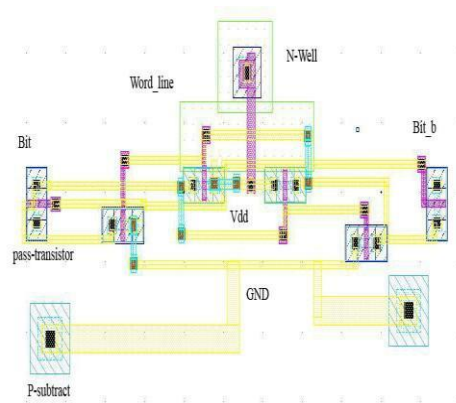 N-Well
Word_line
Bit_b
Bit
Vdd
pass-transistor
GND
P-subtract